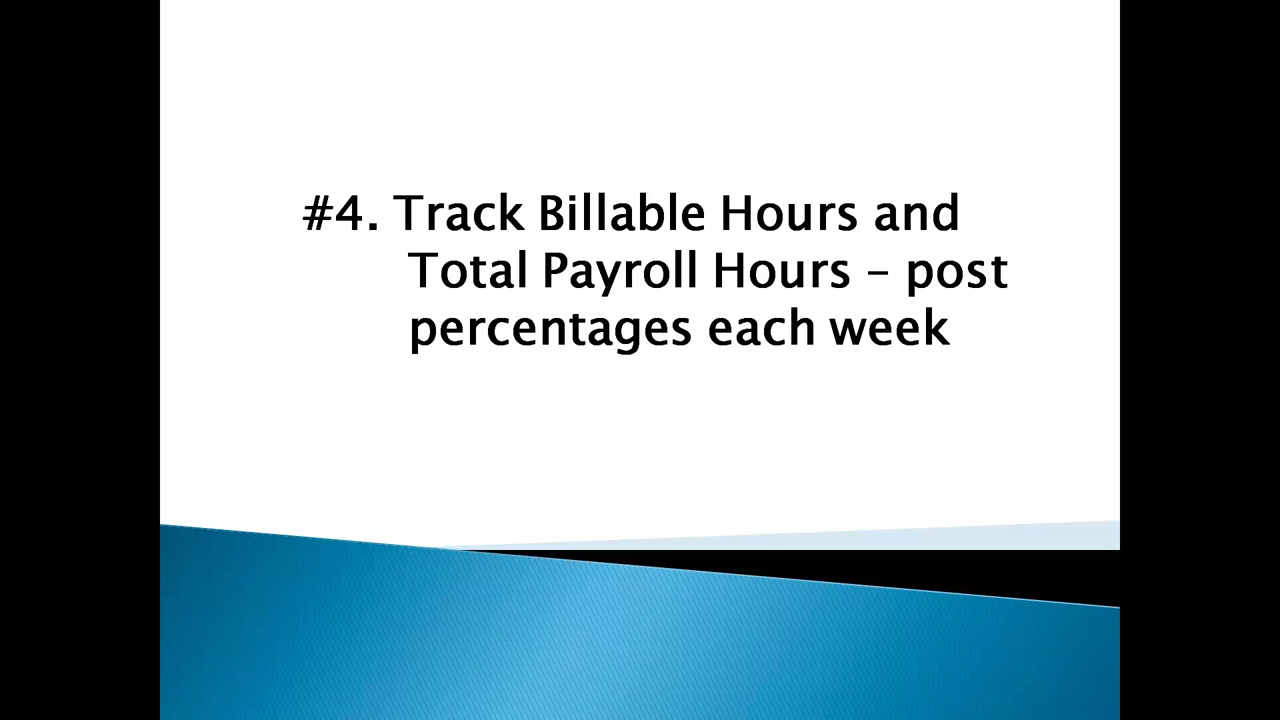 #4. Track Billable Hours and
Total Payroll Hours – post
percentages each week